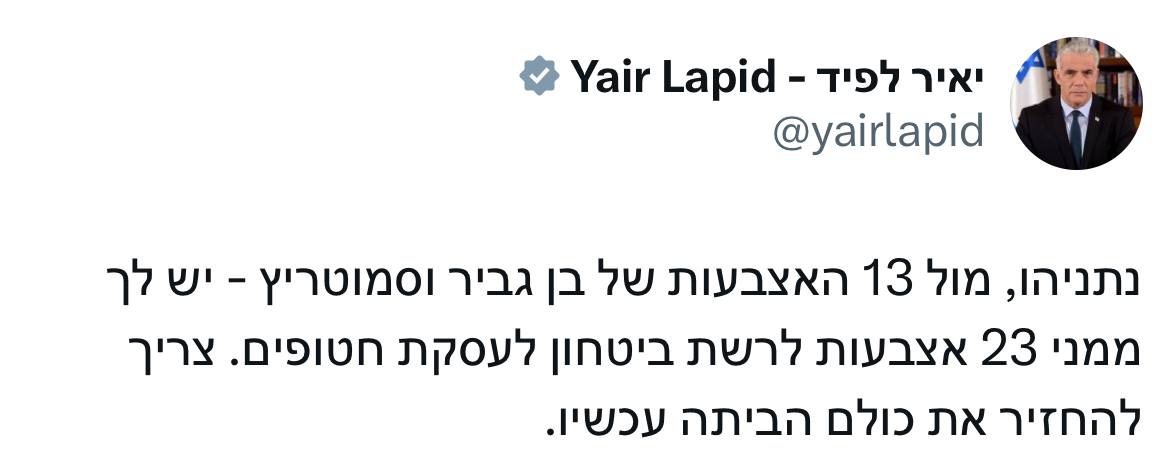 יאיר לפיד - Yair Lapid
@yairlapid
נתניהו, מול 13 האצבעות של בן גביר וסמוטריץ - יש לך
ממני 23 אצבעות לרשת ביטחון לעסקת חטופים. צריך
להחזיר את כולם הביתה עכשיו.